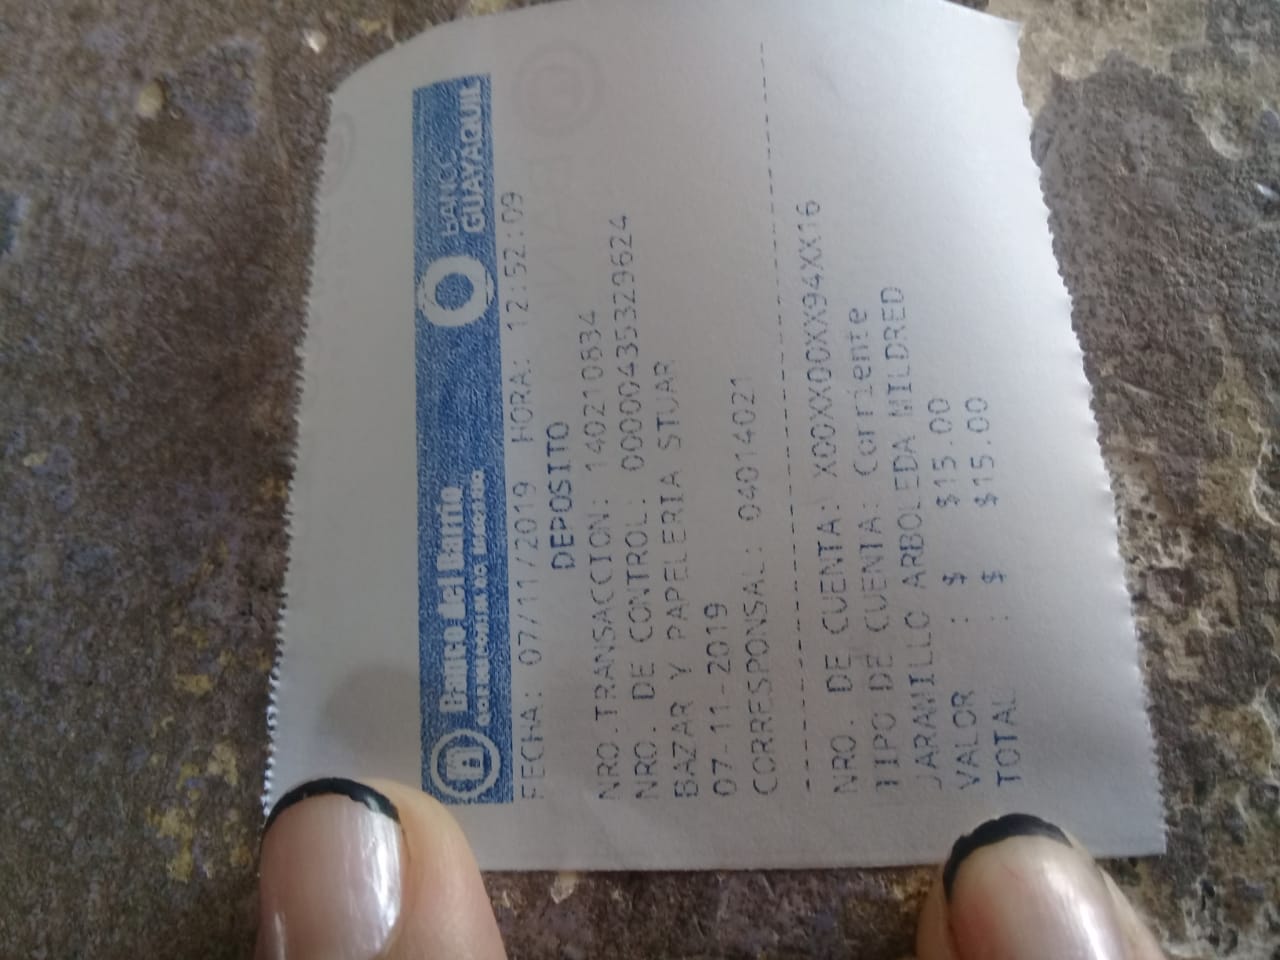 Banco del Barrio
BANCO
GUAYAQUIL
FECHA: 07/11/2019 HORA: 12:52:09
DEPOSITO
NRO.TRANSACCION: 140210834
NRO. DE CONTROL: 00000435329624
BAZAR Y PAPELERIA STUAR
07-11-2019
CORRESPONSAL: 04014021
NRO. DE CUENTA: X00XX00XX94XX16
TIPO DE CUENTA: Corriente
JARAMILLO ARBOLEDA MILDRED
VALOR : $ $15.00
TOTAL : $ $15.00